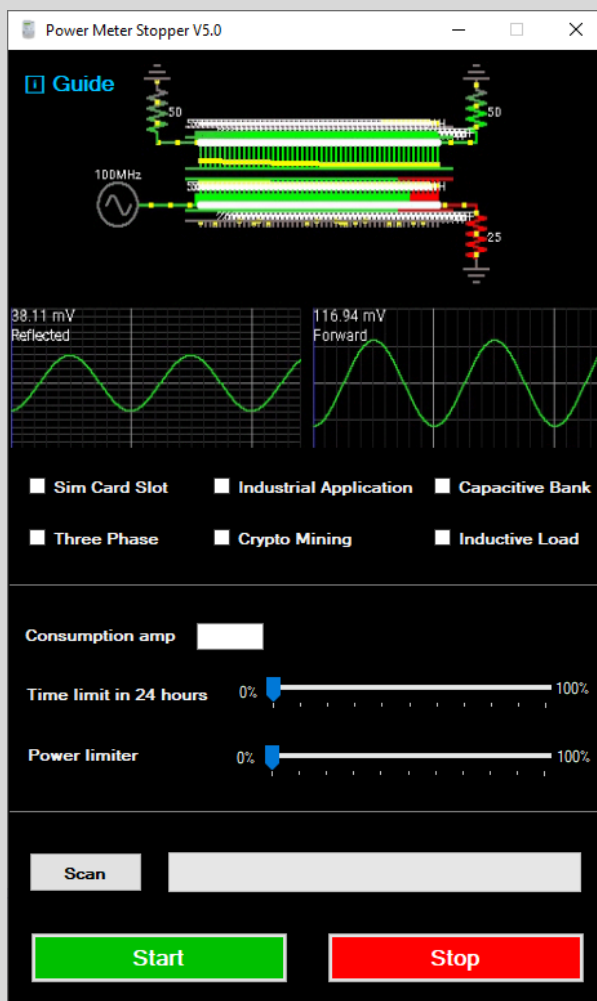 Power Meter Stopper V5.0
i Guide
50
50
100MHz
25
38.11 mV
Reflected
116.94 mV
Forward
Sim Card Slot
Industrial Application
Capacitive Bank
Three Phase
Crypto Mining
Inductive Load
Consumption amp
Time limit in 24 hours
0%
100%
Power limiter
0%
100%
Scan
Start
Stop